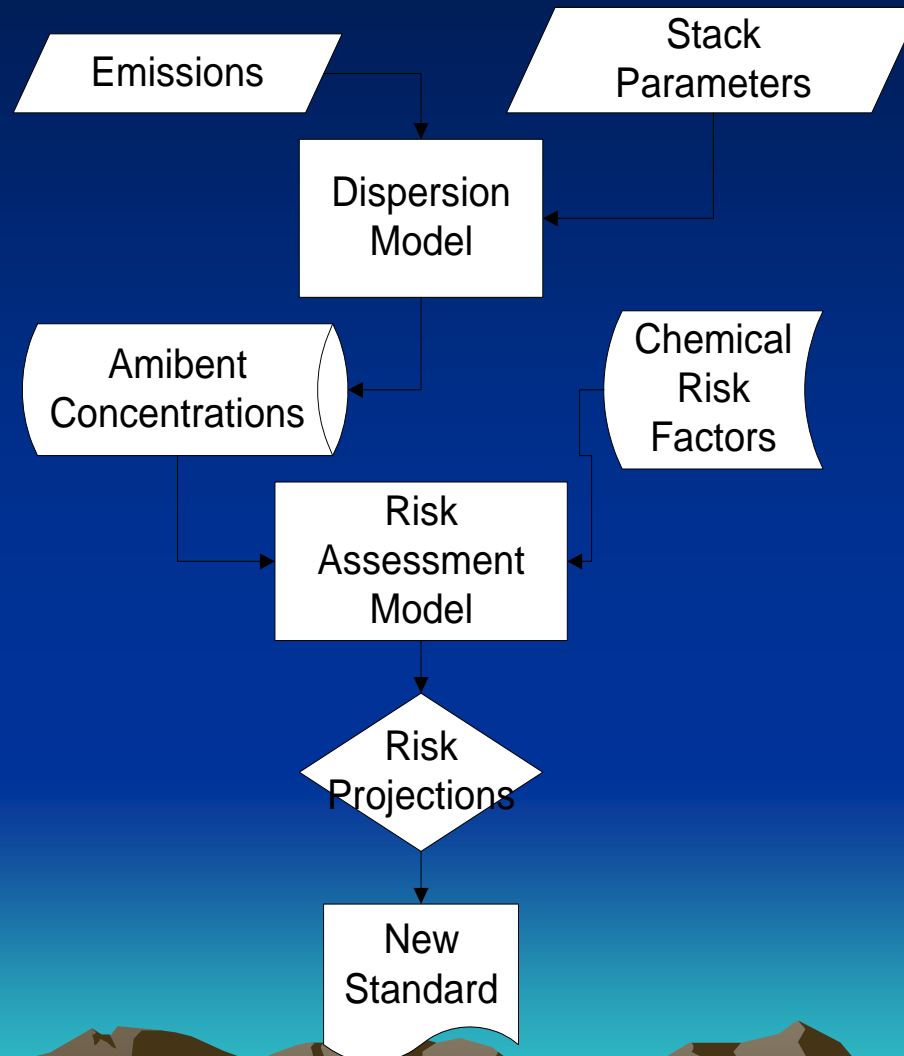 Emissions
Stack
Parameters
Dispersion
Model
Amibent
Concentrations
Chemical
Risk
Factors
Risk
Assessment
Model
Risk
Projections
New
Standard